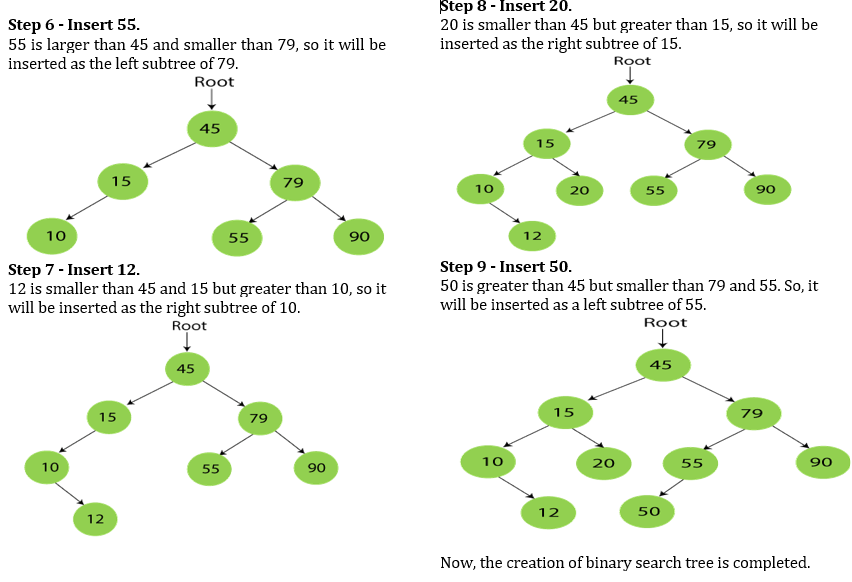 Step 6 - Insert 55.
55 is larger than 45 and smaller than 79, so it will be
inserted as the left subtree of 79.
Root
45
15
79
10
55
90
Step 7 - Insert 12.
12 is smaller than 45 and 15 but greater than 10, so it
will be inserted as the right subtree of 10.
Root
45
15
79
10
55
90
12
Step 8 - Insert 20.
20 is smaller than 45 but greater than 15, so it will be
inserted as the right subtree of 15.
Root
45
15
79
10
20
55
90
12
Step 9 - Insert 50.
50 is greater than 45 but smaller than 79 and 55. So, it
will be inserted as a left subtree of 55.
Root
45
15
79
10
20
55
90
12
50
Now, the creation of binary search tree is completed.